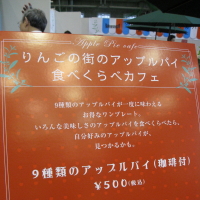 Apple Pie cafe
りんごの街のアップルパイ
食べくらべカフェ
9種類のアップルパイが一度に味わえる
お得なワンプレート。
いろんな美味しさのアップルパイを食べくらべたら、
自分好みのアップルパイが、
見つかるかも。
9種類のアップルパイ(珈琲付)
¥500(税込)